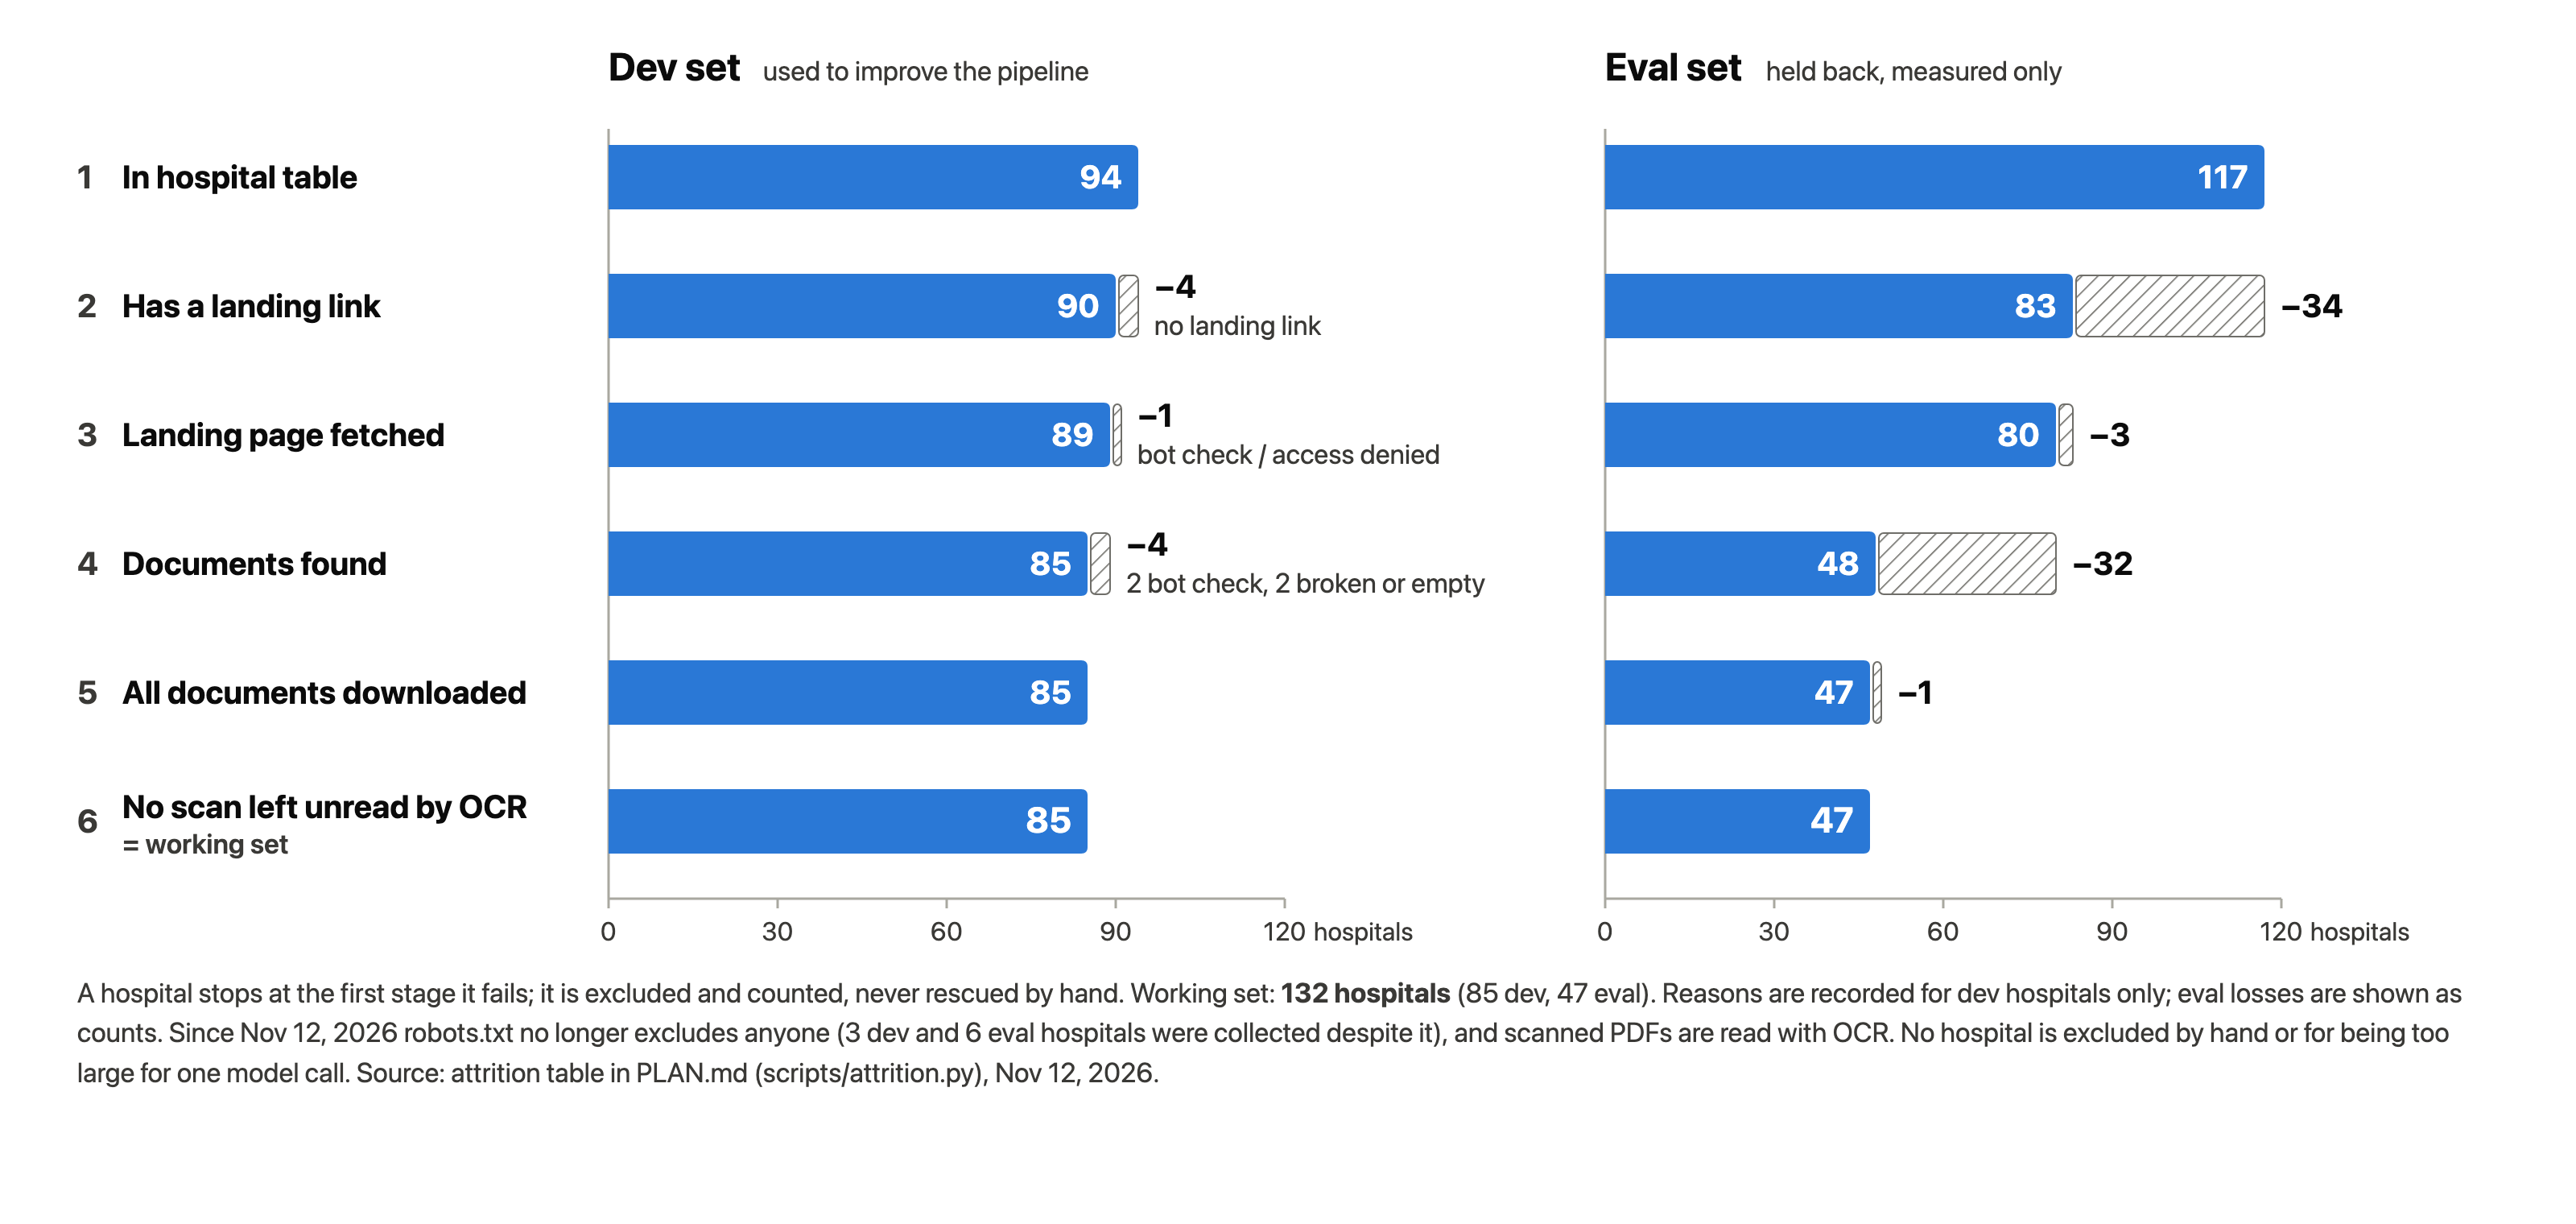 Dev set used to improve the pipeline
Eval set held back, measured only
1 In hospital table
94
117
2 Has a landing link
90
−4
no landing link
83
−34
3 Landing page fetched
89
−1
bot check / access denied
80
−3
4 Documents found
85
−4
2 bot check, 2 broken or empty
48
−32
5 All documents downloaded
85
47
−1
6 No scan left unread by OCR
= working set
85
47
0 30 60 90 120 hospitals
0 30 60 90 120 hospitals
A hospital stops at the first stage it fails; it is excluded and counted, never rescued by hand. Working set: 132 hospitals (85 dev, 47 eval). Reasons are recorded for dev hospitals only; eval losses are shown as
counts. Since Nov 12, 2026 robots.txt no longer excludes anyone (3 dev and 6 eval hospitals were collected despite it), and scanned PDFs are read with OCR. No hospital is excluded by hand or for being too
large for one model call. Source: attrition table in PLAN.md (scripts/attrition.py), Nov 12, 2026.